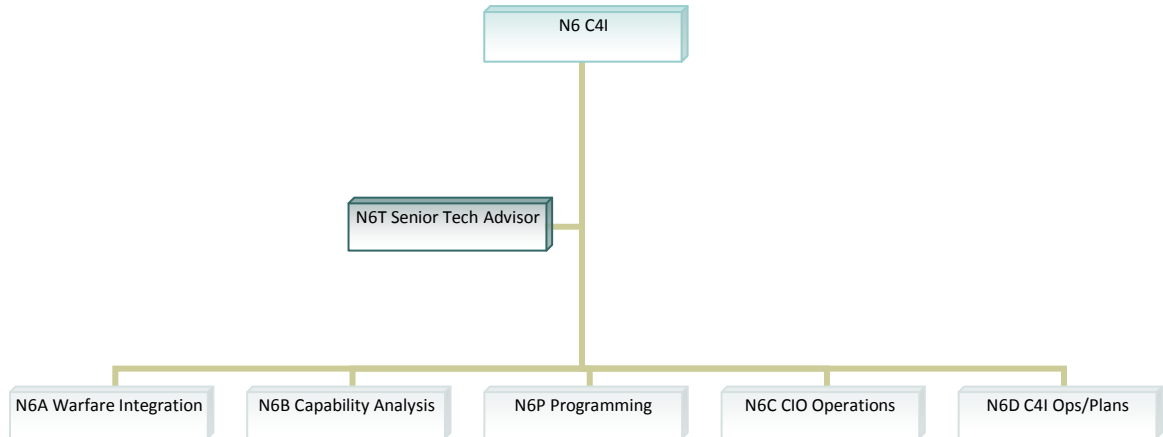 N6 C4I
N6T Senior Tech Advisor
N6A Warfare Integration
N6B Capability Analysis
N6P Programming
N6C CIO Operations
N6D C4I Ops/Plans